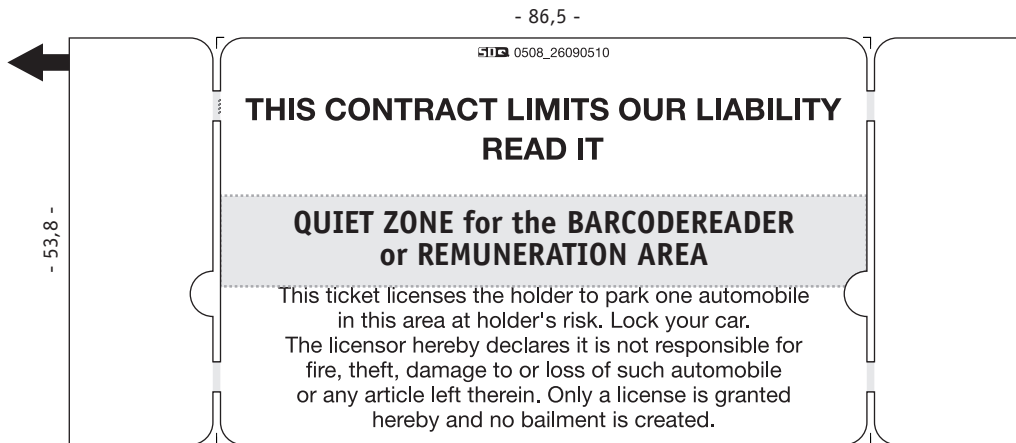 - 86,5 -
SDQ 0508_26090510
THIS CONTRACT LIMITS OUR LIABILITY
READ IT
- 53,8 -
QUIET ZONE for the BARCODEREADER
or REMUNERATION AREA
This ticket licenses the holder to park one automobile
in this area at holder's risk. Lock your car.
The licensor hereby declares it is not responsible for
fire, theft, damage to or loss of such automobile
or any article left therein. Only a license is granted
hereby and no bailment is created.